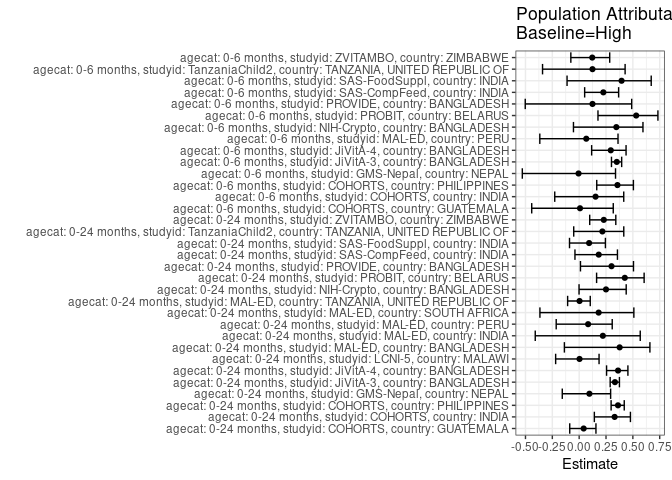 Population Attributa
Baseline=High
agecat: 0-6 months, studyid: ZVITAMBO, country: ZIMBABWE
agecat: 0-6 months, studyid: TanzaniaChild2, country: TANZANIA, UNITED REPUBLIC OF
agecat: 0-6 months, studyid: SAS-FoodSuppl, country: INDIA
agecat: 0-6 months, studyid: SAS-CompFeed, country: INDIA
agecat: 0-6 months, studyid: PROVIDE, country: BANGLADESH
agecat: 0-6 months, studyid: PROBIT, country: BELARUS
agecat: 0-6 months, studyid: NIH-Crypto, country: BANGLADESH
agecat: 0-6 months, studyid: MAL-ED, country: PERU
agecat: 0-6 months, studyid: JiVitA-4, country: BANGLADESH
agecat: 0-6 months, studyid: JiVitA-3, country: BANGLADESH
agecat: 0-6 months, studyid: GMS-Nepal, country: NEPAL
agecat: 0-6 months, studyid: COHORTS, country: PHILIPPINES
agecat: 0-6 months, studyid: COHORTS, country: INDIA
agecat: 0-6 months, studyid: COHORTS, country: GUATEMALA
agecat: 0-24 months, studyid: ZVITAMBO, country: ZIMBABWE
agecat: 0-24 months, studyid: TanzaniaChild2, country: TANZANIA, UNITED REPUBLIC OF
agecat: 0-24 months, studyid: SAS-FoodSuppl, country: INDIA
agecat: 0-24 months, studyid: SAS-CompFeed, country: INDIA
agecat: 0-24 months, studyid: PROVIDE, country: BANGLADESH
agecat: 0-24 months, studyid: PROBIT, country: BELARUS
agecat: 0-24 months, studyid: NIH-Crypto, country: BANGLADESH
agecat: 0-24 months, studyid: MAL-ED, country: TANZANIA, UNITED REPUBLIC OF
agecat: 0-24 months, studyid: MAL-ED, country: SOUTH AFRICA
agecat: 0-24 months, studyid: MAL-ED, country: PERU
agecat: 0-24 months, studyid: MAL-ED, country: INDIA
agecat: 0-24 months, studyid: MAL-ED, country: BANGLADESH
agecat: 0-24 months, studyid: LCNI-5, country: MALAWI
agecat: 0-24 months, studyid: JiVitA-4, country: BANGLADESH
agecat: 0-24 months, studyid: JiVitA-3, country: BANGLADESH
agecat: 0-24 months, studyid: GMS-Nepal, country: NEPAL
agecat: 0-24 months, studyid: COHORTS, country: PHILIPPINES
agecat: 0-24 months, studyid: COHORTS, country: INDIA
agecat: 0-24 months, studyid: COHORTS, country: GUATEMALA
-0.50 -0.25 0.00 0.25 0.50 0.75
Estimate